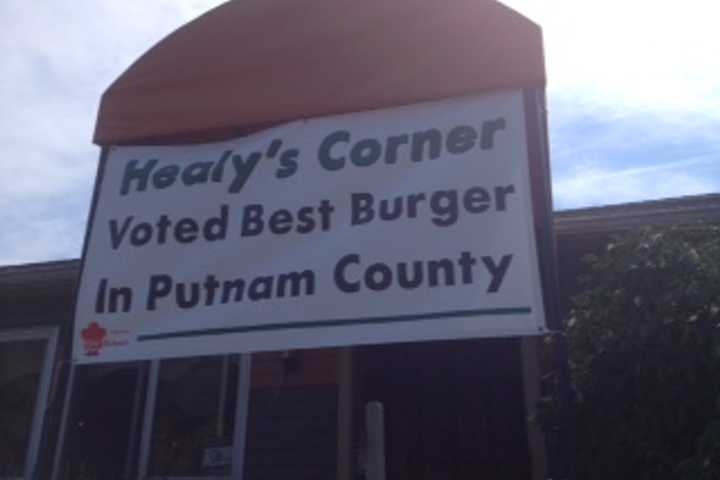 Healy's Corner
Voted Best Burger
In Putnam County